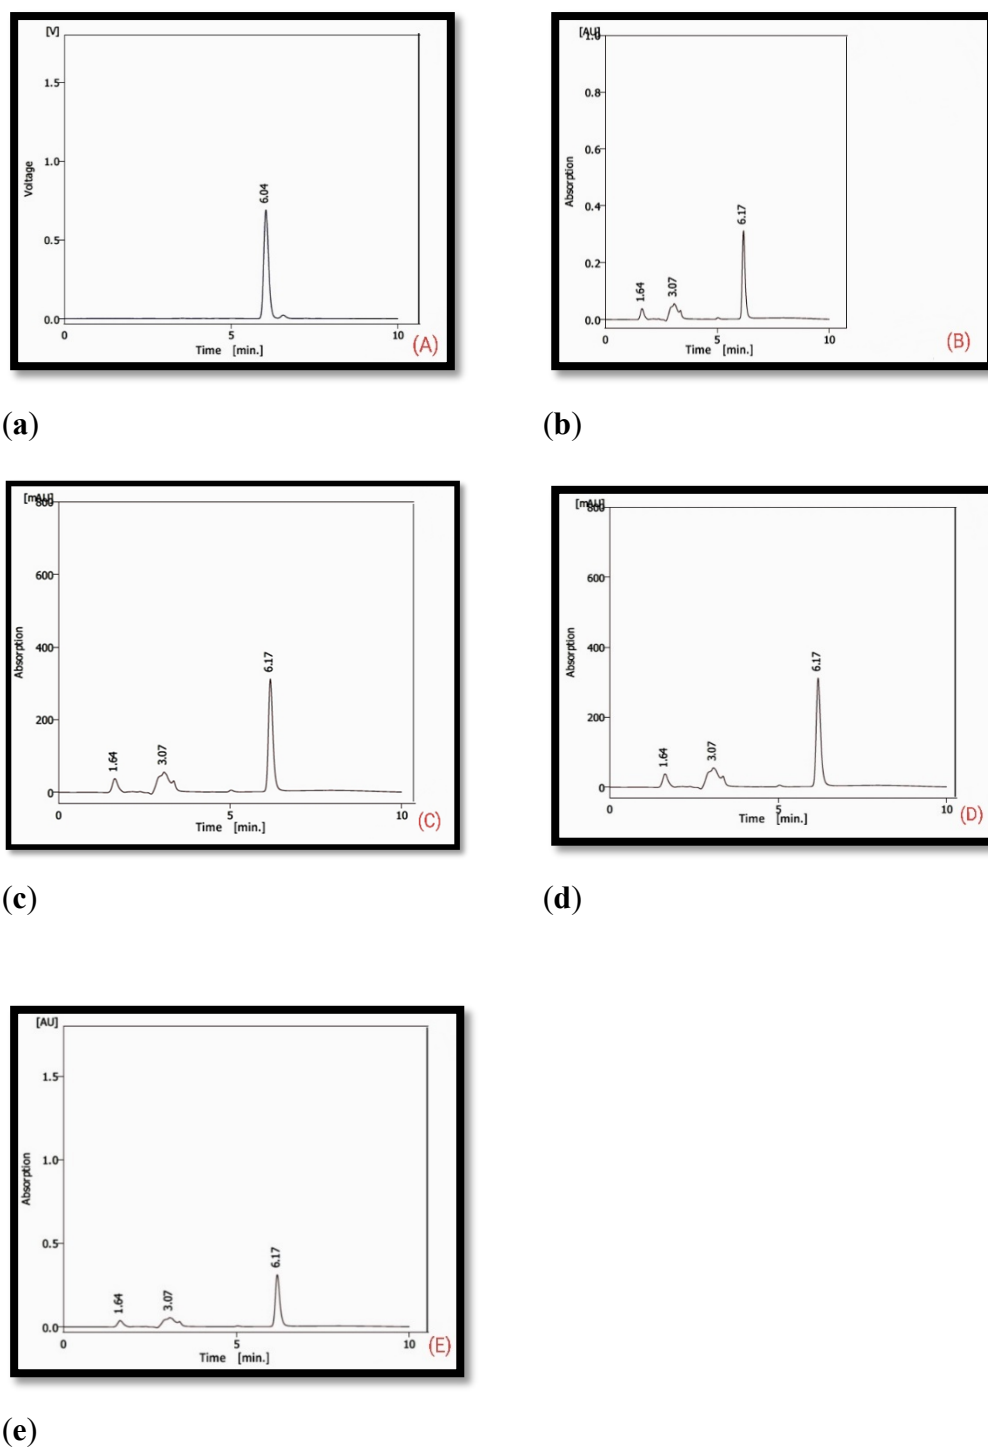 [V]
1.5
1.0
0.5
0.0
Voltage
6.04
0 5 10
Time [min.]
(A)
(a)
[AU]
1.0
0.8
0.6
0.4
0.2
0.0
Absorption
1.64
3.07
6.17
0 5 10
Time [min.]
(B)
(b)
[mAU]
800
600
400
200
0
Absorption
1.64
3.07
6.17
0 5 10
Time [min.]
(C)
(c)
[mAU]
800
600
400
200
0
Absorption
1.64
3.07
6.17
0 5 10
Time [min.]
(D)
(d)
[AU]
1.5
1.0
0.5
0.0
Absorption
1.64
3.07
6.17
0 5 10
Time [min.]
(E)
(e)